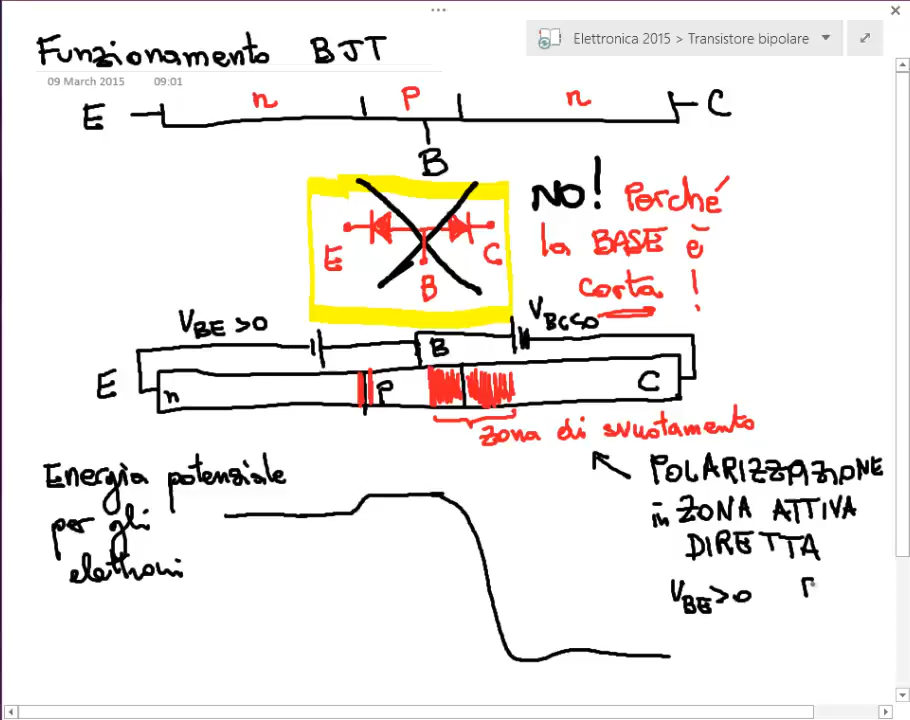 Elettronica 2015 > Transistore bipolare
Funzionamento BJT
09 March 2015 09:01
n P n
E C
B
NO! Perché
la BASE è
corta!
E C
B
VBE >0
VBC<0
B
E n P C
zona di svuotamento
Energia potenziale
per gli
elettroni
POLARIZZAZIONE
in ZONA ATTIVA
DIRETTA
VBE>0